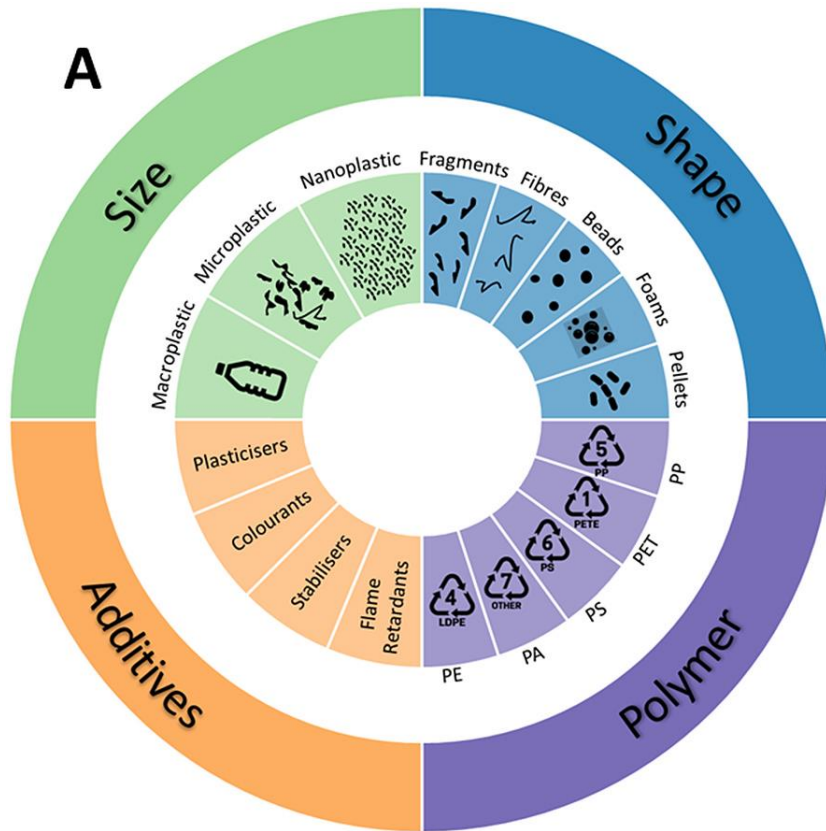 A
Size
Shape
Additives
Polymer
Macroplastic
Microplastic
Nanoplastic
Fragments
Fibres
Beads
Foams
Pellets
PP
PET
PS
PA
PE
5
PP
1
PETE
6
PS
7
OTHER
4
LDPE
Plasticisers
Colourants
Stabilisers
Flame
Retardants